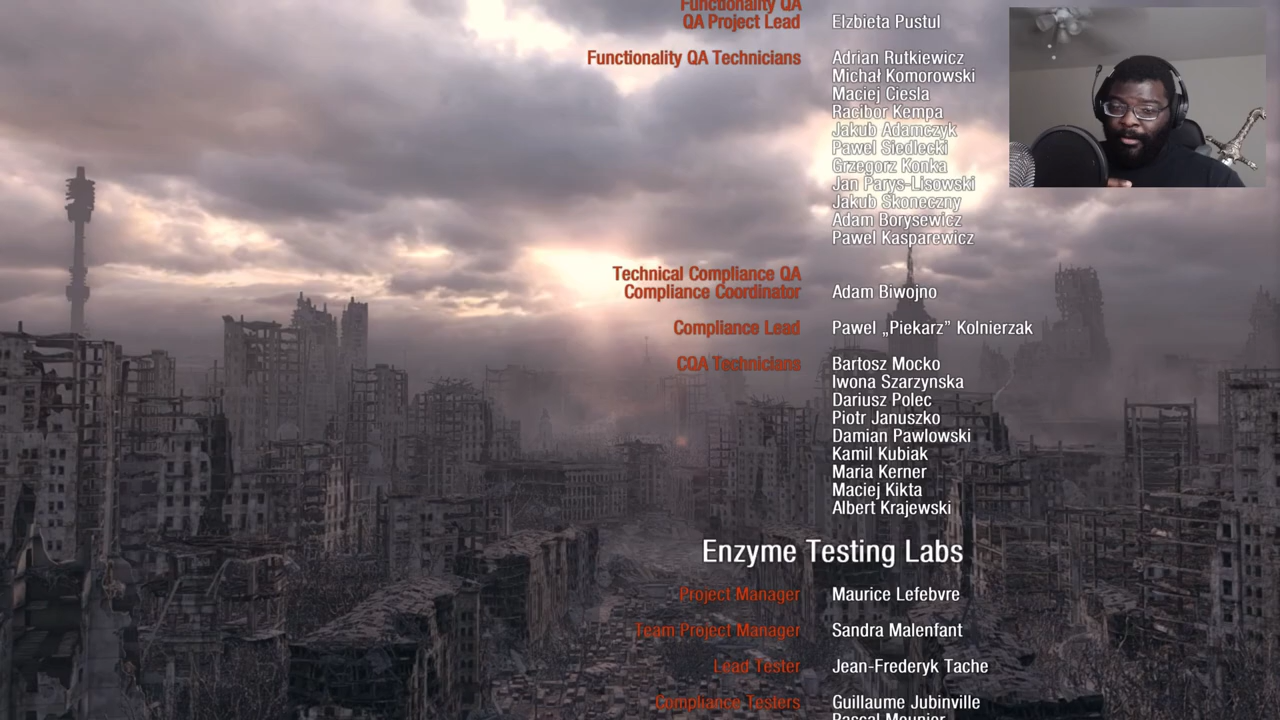 Functionality QA
QA Project Lead Elzbieta Pustul
Functionality QA Technicians Adrian Rutkiewicz
Michał Komorowski
Maciej Ciesla
Racibor Kempa
Jakub Adamczyk
Pawel Siedlecki
Grzegorz Konka
Jan Parys-Lisowski
Jakub Skoneczny
Adam Borysewicz
Pawel Kasparewicz
Technical Compliance QA
Compliance Coordinator Adam Biwojno
Compliance Lead Pawel „Piekarz” Kolnierzak
CQA Technicians Bartosz Mocko
Iwona Szarzynska
Dariusz Polec
Piotr Januszko
Damian Pawlowski
Kamil Kubiak
Maria Kerner
Maciej Kikta
Albert Krajewski
Enzyme Testing Labs
Project Manager Maurice Lefebvre
Team Project Manager Sandra Malenfant
Lead Tester Jean-Frederyk Tache
Compliance Testers Guillaume Jubinville
Pascal Meunier